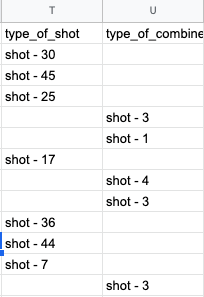 T U
type_of_shot type_of_combine
shot - 30
shot - 45
shot - 25
shot - 3
shot - 1
shot - 17
shot - 4
shot - 3
shot - 36
shot - 44
shot - 7
shot - 3